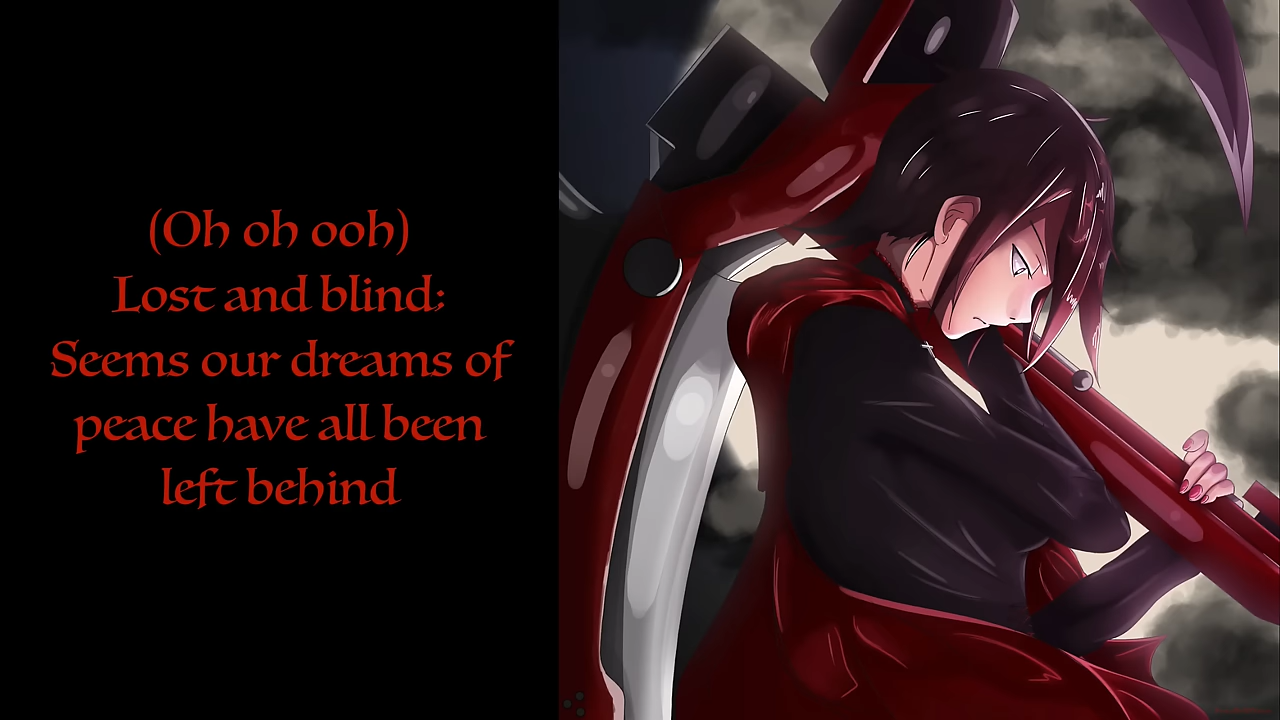 (Oh oh ooh)
Lost and blind;
Seems our dreams of
peace have all been
left behind